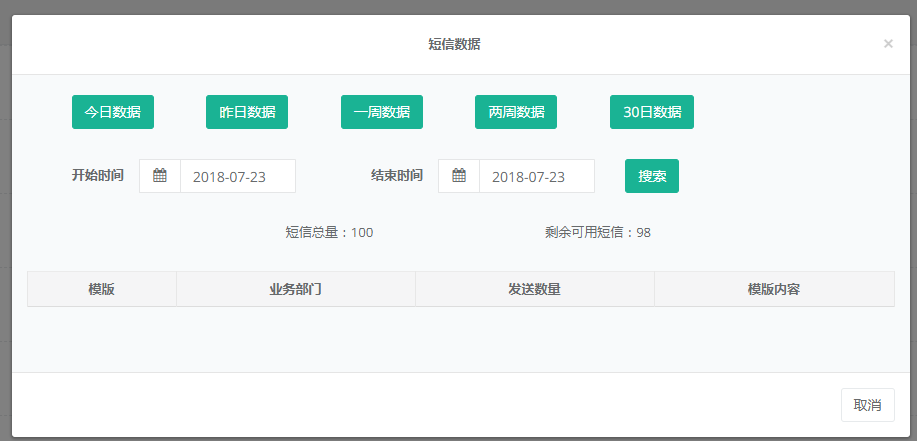 短信数据 ×
今日数据 昨日数据 一周数据 两周数据 30日数据
开始时间 2018-07-23 结束时间 2018-07-23 搜索
短信总量：100 剩余可用短信：98
模版 业务部门 发送数量 模版内容
取消